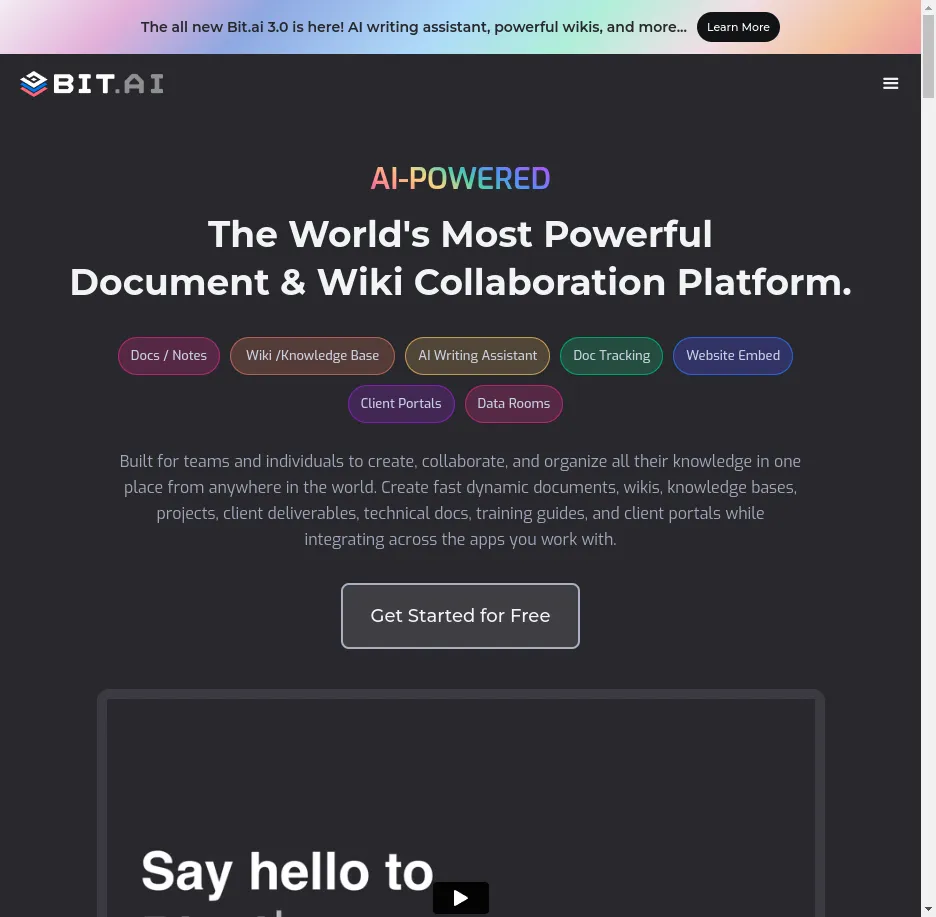 The all new Bit.ai 3.0 is here! AI writing assistant, powerful wikis, and more...
Learn More
BIT.AI
AI-POWERED
The World's Most Powerful
Document & Wiki Collaboration Platform.
Docs / Notes
Wiki /Knowledge Base
AI Writing Assistant
Doc Tracking
Website Embed
Client Portals
Data Rooms
Built for teams and individuals to create, collaborate, and organize all their knowledge in one
place from anywhere in the world. Create fast dynamic documents, wikis, knowledge bases,
projects, client deliverables, technical docs, training guides, and client portals while
integrating across the apps you work with.
Get Started for Free
Say hello to